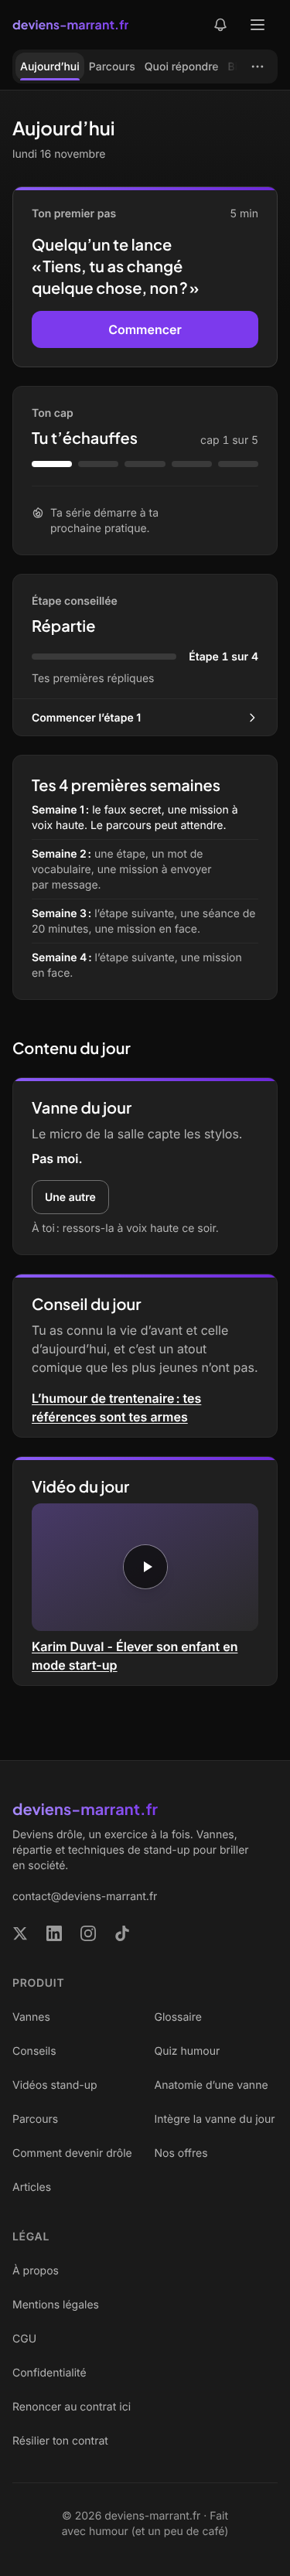 deviens-marrant.fr
Aujourd’hui Parcours Quoi répondre
Aujourd’hui
lundi 16 novembre
Ton premier pas 5 min
Quelqu’un te lance
« Tiens, tu as changé
quelque chose, non ? »
Commencer
Ton cap
Tu t’échauffes cap 1 sur 5
Ta série démarre à ta
prochaine pratique.
Étape conseillée
Répartie
Étape 1 sur 4
Tes premières répliques
Commencer l’étape 1
Tes 4 premières semaines
Semaine 1 : le faux secret, une mission à
voix haute. Le parcours peut attendre.
Semaine 2 : une étape, un mot de
vocabulaire, une mission à envoyer
par message.
Semaine 3 : l’étape suivante, une séance de
20 minutes, une mission en face.
Semaine 4 : l’étape suivante, une mission
en face.
Contenu du jour
Vanne du jour
Le micro de la salle capte les stylos.
Pas moi.
Une autre
À toi : ressors-la à voix haute ce soir.
Conseil du jour
Tu as connu la vie d’avant et celle
d’aujourd’hui, et c’est un atout
comique que les plus jeunes n’ont pas.
L’humour de trentenaire : tes
références sont tes armes
Vidéo du jour
Karim Duval - Élever son enfant en
mode start-up
deviens-marrant.fr
Deviens drôle, un exercice à la fois. Vannes,
répartie et techniques de stand-up pour briller
en société.
contact@deviens-marrant.fr
PRODUIT
Vannes Glossaire
Conseils Quiz humour
Vidéos stand-up Anatomie d’une vanne
Parcours Intègre la vanne du jour
Comment devenir drôle Nos offres
Articles
LÉGAL
À propos
Mentions légales
CGU
Confidentialité
Renoncer au contrat ici
Résilier ton contrat
© 2026 deviens-marrant.fr · Fait
avec humour (et un peu de café)